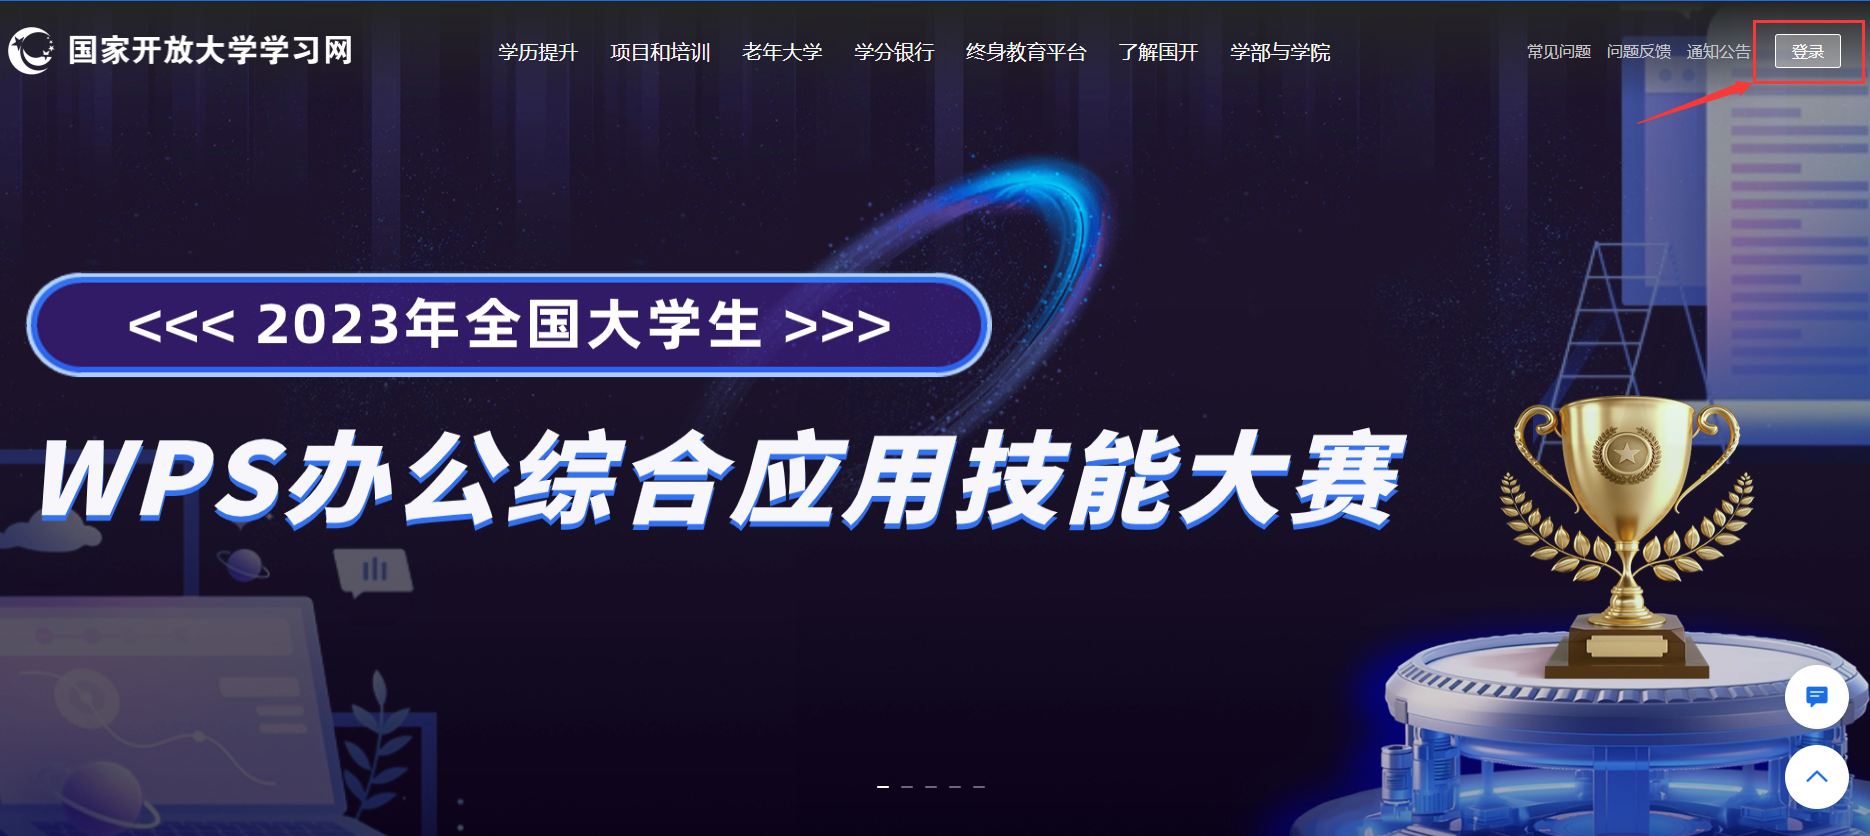 国家开放大学学习网
学历提升 项目和培训 老年大学 学分银行 终身教育平台 了解国开 学部与学院
常见问题 问题反馈 通知公告 登录
<<< 2023年全国大学生 >>>
WPS办公综合应用技能大赛